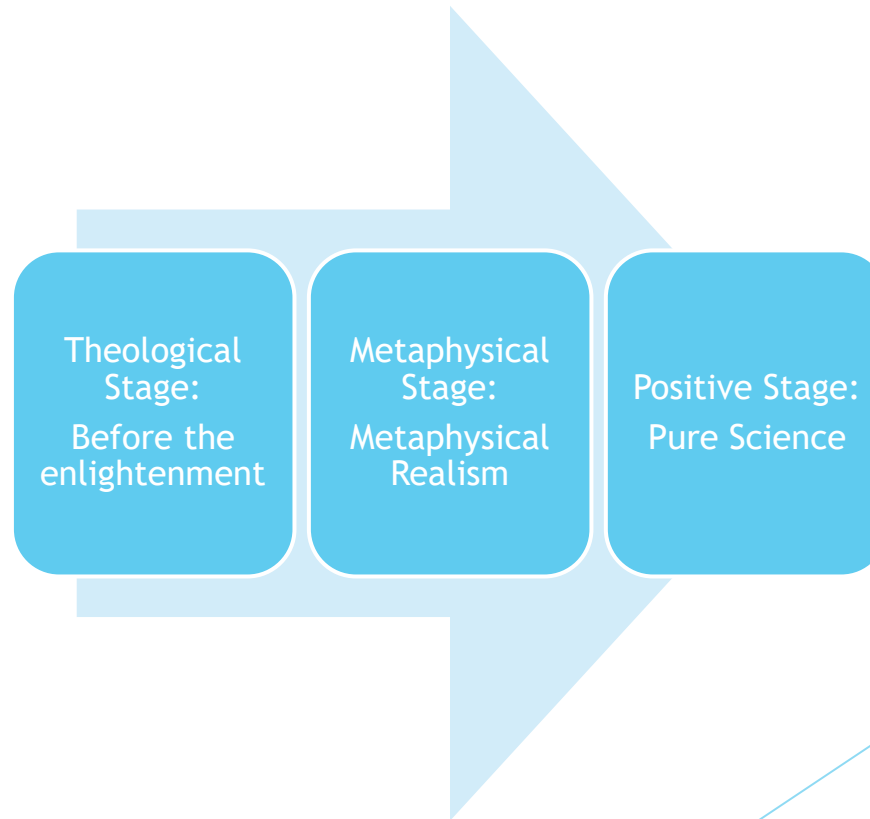 Theological
Stage:
Before the
enlightenment
Metaphysical
Stage:
Metaphysical
Realism
Positive Stage:
Pure Science